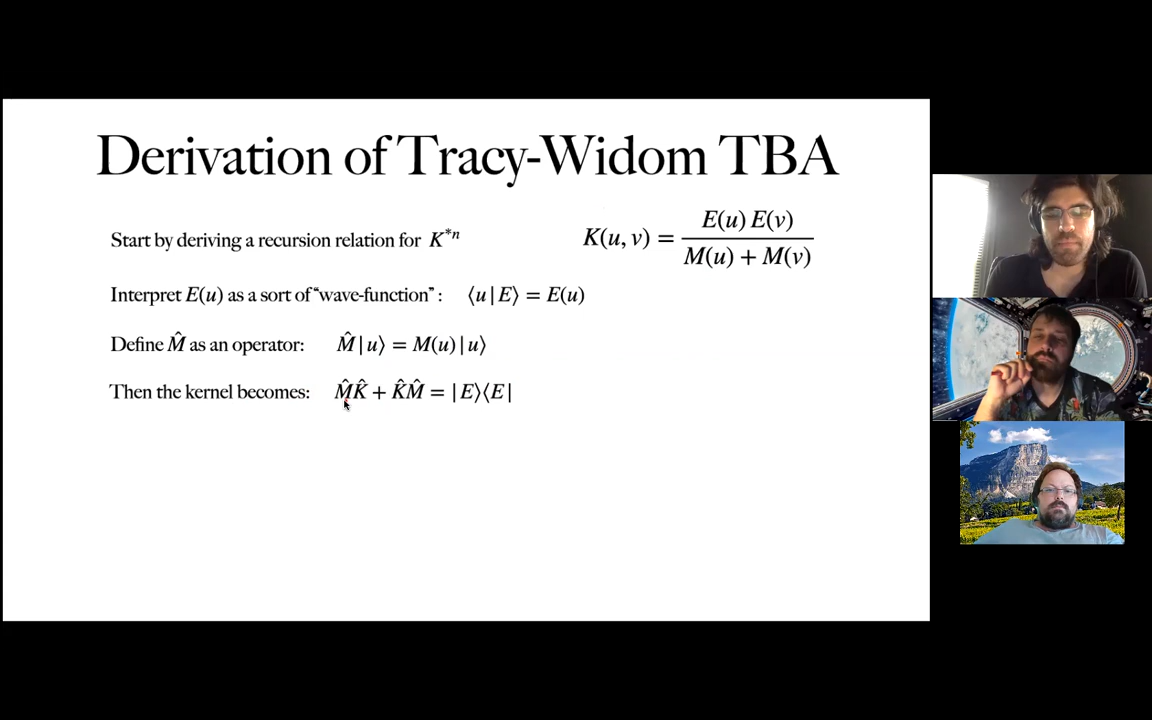 Derivation of Tracy-Widom TBA
Start by deriving a recursion relation for K^{*n}
K(u, v) = \frac{E(u) E(v)}{M(u) + M(v)}
Interpret E(u) as a sort of “wave-function”: ⟨u|E⟩ = E(u)
Define M̂ as an operator: M̂|u⟩ = M(u)|u⟩
Then the kernel becomes: M̂K̂ + K̂M̂ = |E⟩⟨E|